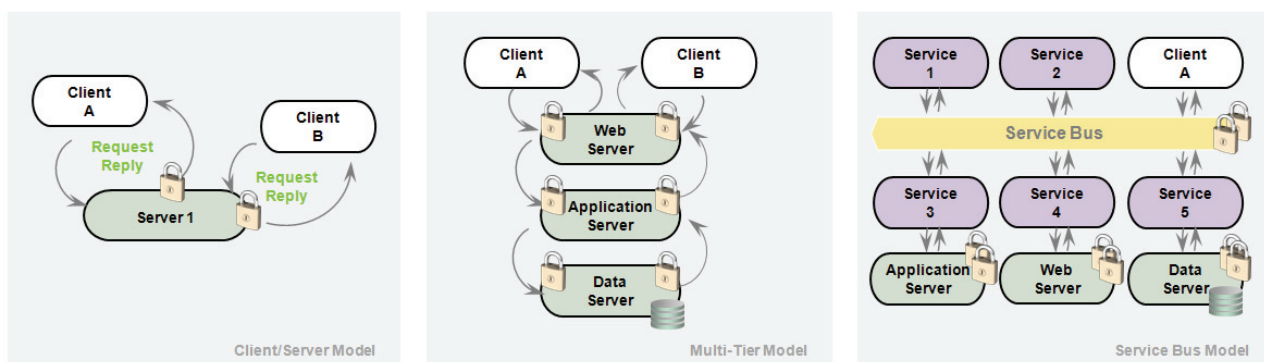 Client
A
Client
B
Request
Reply
Request
Reply
Server 1
Client/Server Model
Client
A
Client
B
Web
Server
Application
Server
Data
Server
Multi-Tier Model
Service
1
Service
2
Client
A
Service Bus
Service
3
Service
4
Service
5
Application
Server
Web
Server
Data
Server
Service Bus Model